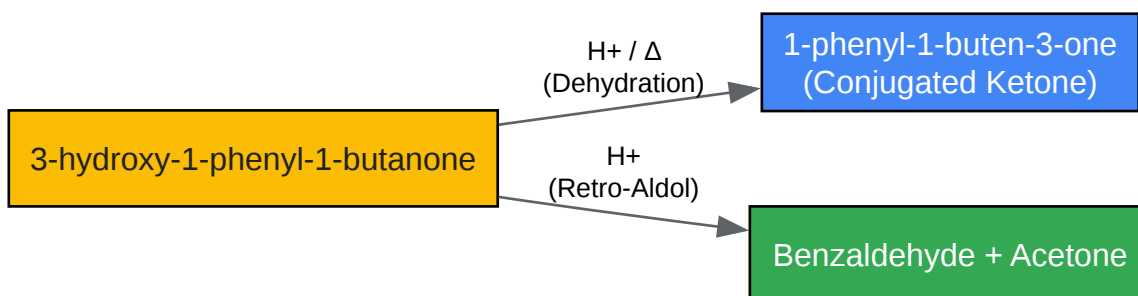 H+ / Δ
(Dehydration)
1-phenyl-1-buten-3-one
(Conjugated Ketone)
3-hydroxy-1-phenyl-1-butanone
H+
(Retro-Aldol)
Benzaldehyde + Acetone